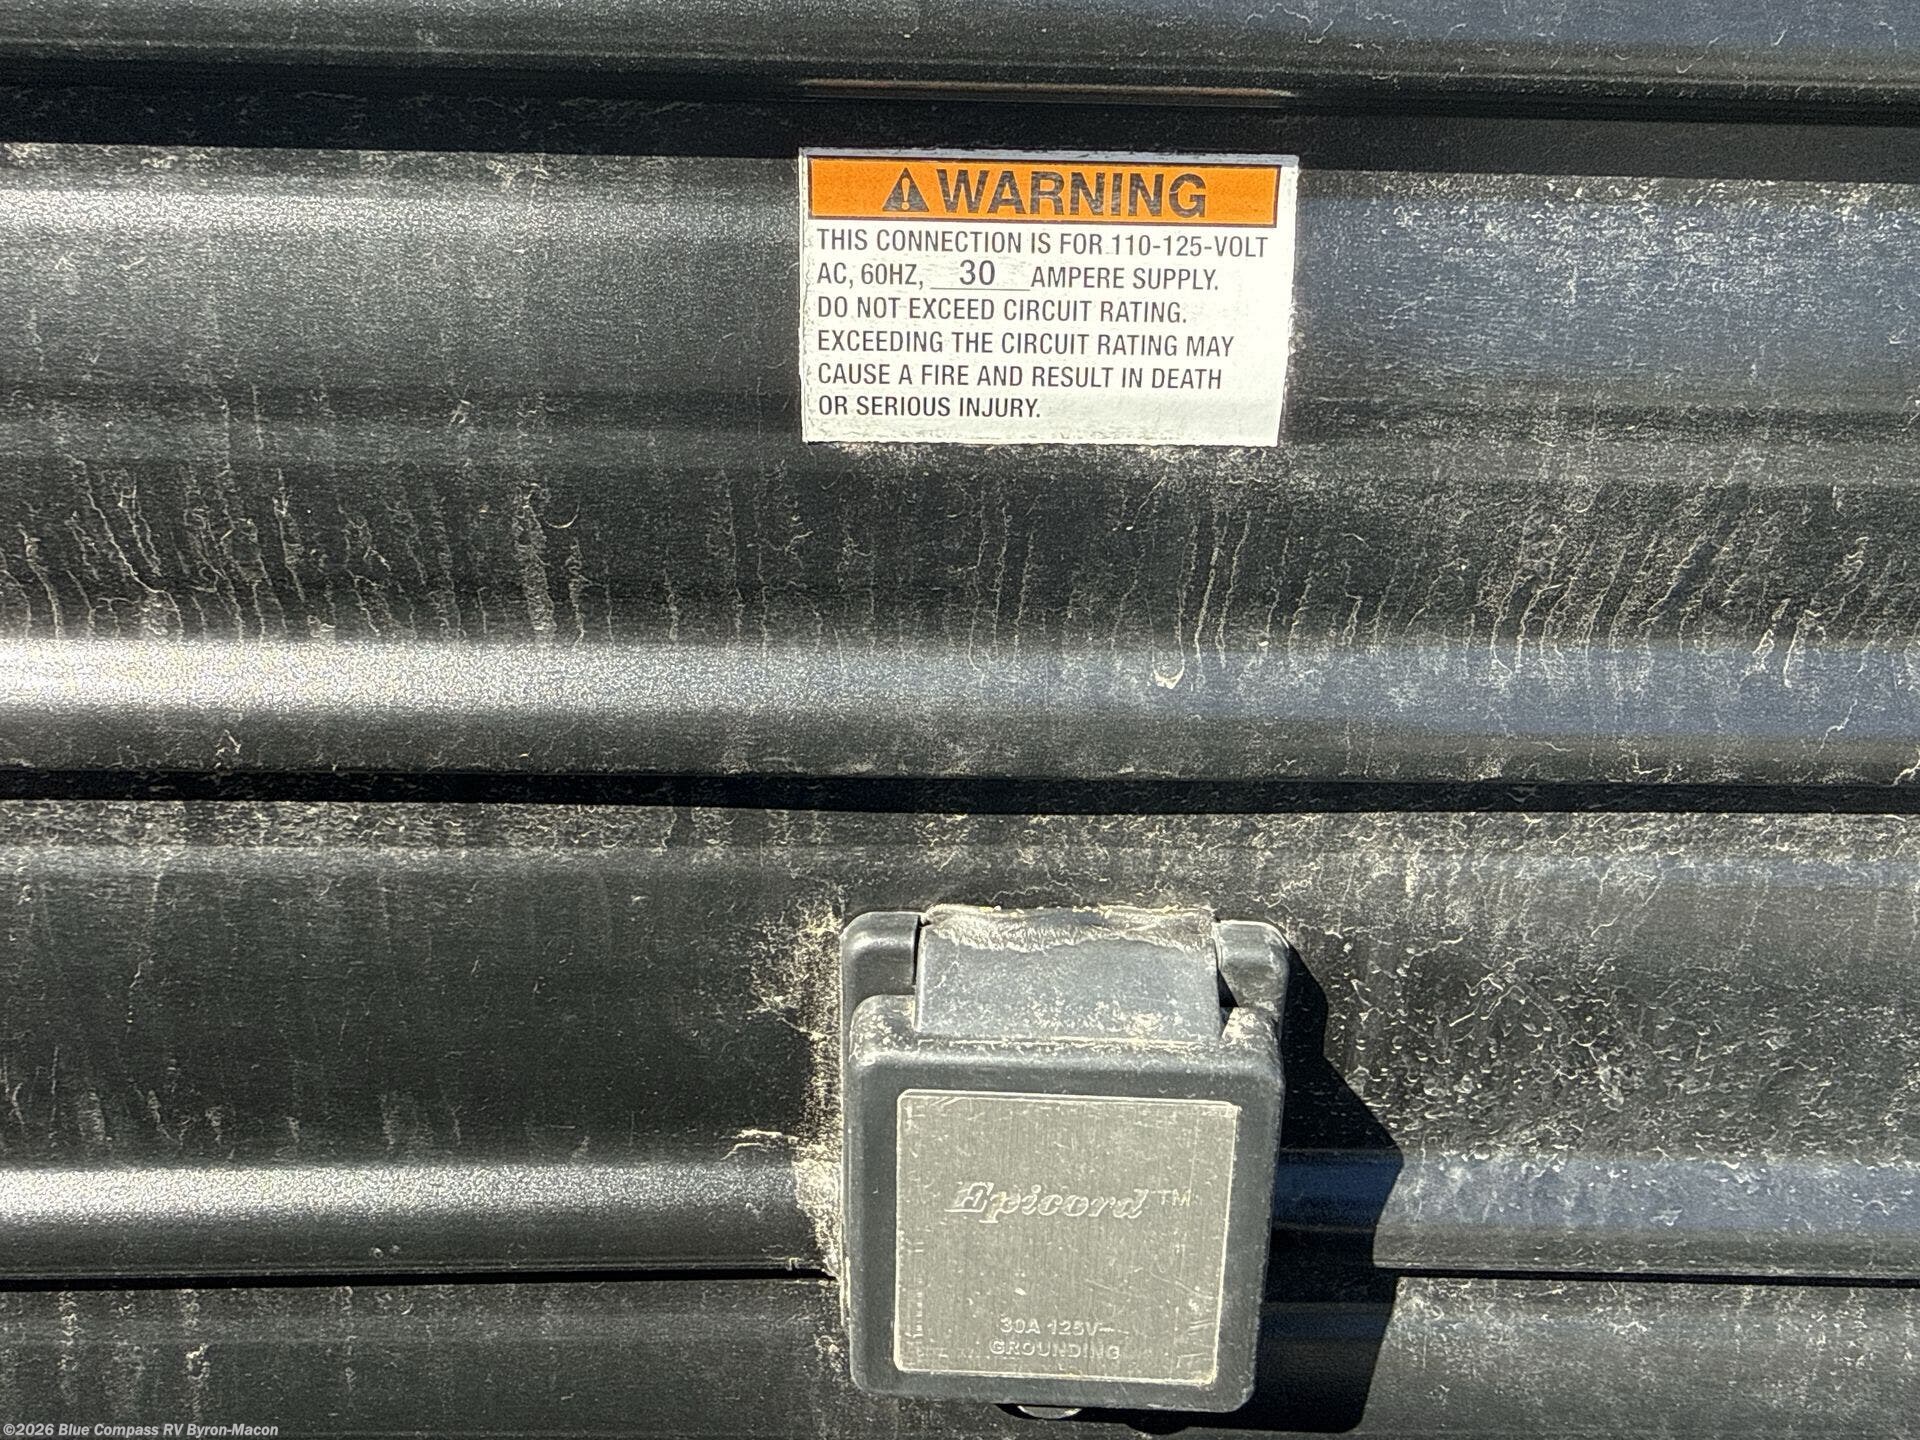 WARNING
THIS CONNECTION IS FOR 110-125-VOLT
AC, 60HZ, 30 AMPERE SUPPLY.
DO NOT EXCEED CIRCUIT RATING.
EXCEEDING THE CIRCUIT RATING MAY
CAUSE A FIRE AND RESULT IN DEATH
OR SERIOUS INJURY.
Epicord™
30A 125V~
GROUNDING
©2026 Blue Compass RV Byron-Macon